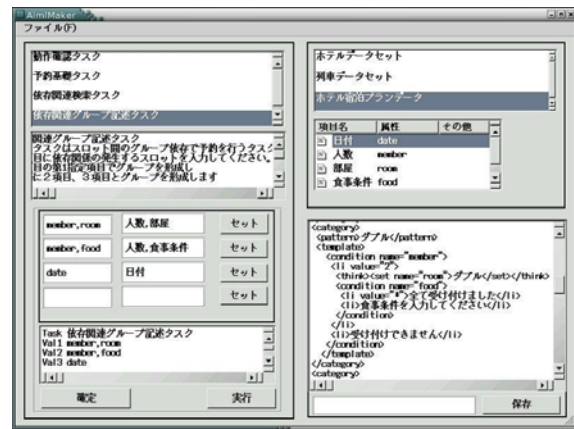 AimlMaker
ファイル(F)
動作確認タスク
予約基礎タスク
依存関連検索タスク
依存関連グループ記述タスク
関連グループ記述タスク
タスクはスロット間のグループ依存で予約を行うタスク
目に依存関係の発生するスロットを入力してください。
目の第1指定項目でグループを形成し
に2項目、3項目とグループを形成します
member,room
人数,部屋
セット
member,food
人数,食事条件
セット
date
日付
セット
セット
Task 依存関連グループ記述タスク
Val1 member,room
Val2 member,food
Val3 date
確定
実行
ホテルデータセット
列車データセット
ホテル宿泊プランデータ
項目名 属性 その他
日付 date
人数 member
部屋 room
食事条件 food
<category>
<pattern>ダブル</pattern>
<template>
<condition name="member">
<li value="2">
<think><set name="room">ダブル</set></think>
<condition name="food">
<li value="*">全て受け付けました</li>
<li>食事条件を入力してください</li>
</condition>
</li>
<li>受け付けできません</li>
</condition>
</template>
</category>
<category>
保存